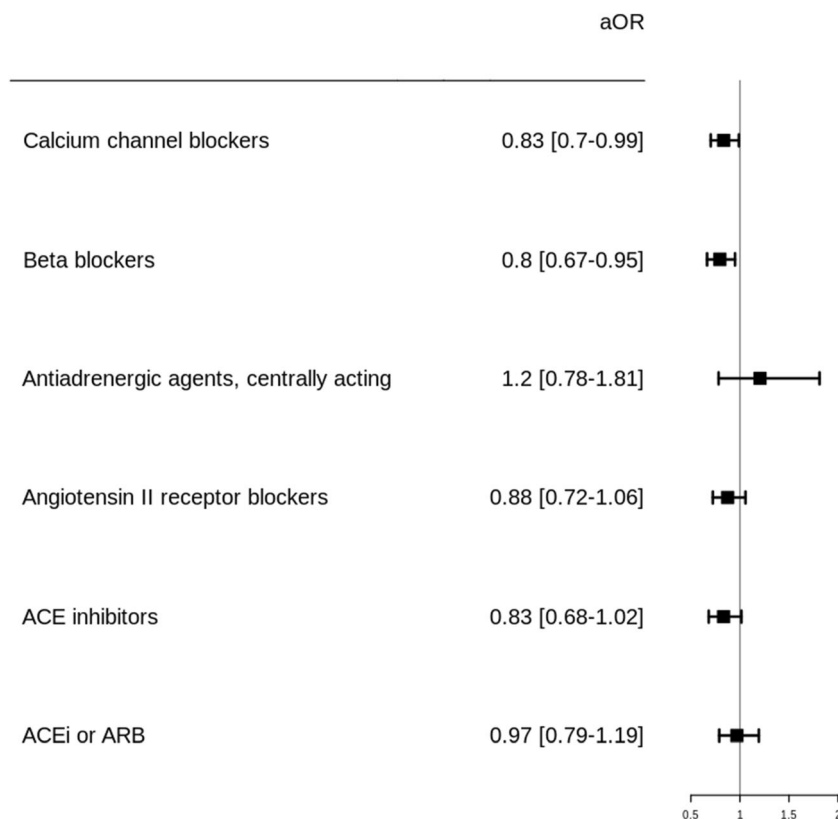 aOR
Calcium channel blockers 0.83 [0.7-0.99]
Beta blockers 0.8 [0.67-0.95]
Antiadrenergic agents, centrally acting 1.2 [0.78-1.81]
Angiotensin II receptor blockers 0.88 [0.72-1.06]
ACE inhibitors 0.83 [0.68-1.02]
ACEi or ARB 0.97 [0.79-1.19]
0.5 1 1.5 2